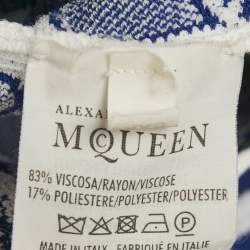 ALEXA
MCQUEEN
83% VISCOSA/RAYON/VISCOSE
17% POLIESTERE/POLYESTER/POLYESTER
MADE IN ITALY FABRIQUÉ EN ITALIE